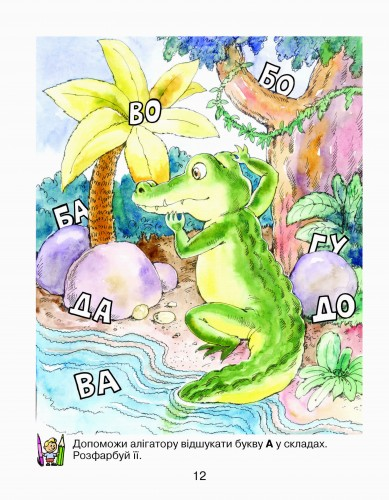 БО
ВО
БА
ГУ
ДА
ДО
ВА
Допоможи алігатору відшукати букву А у складах.
Розфарбуй її.
12